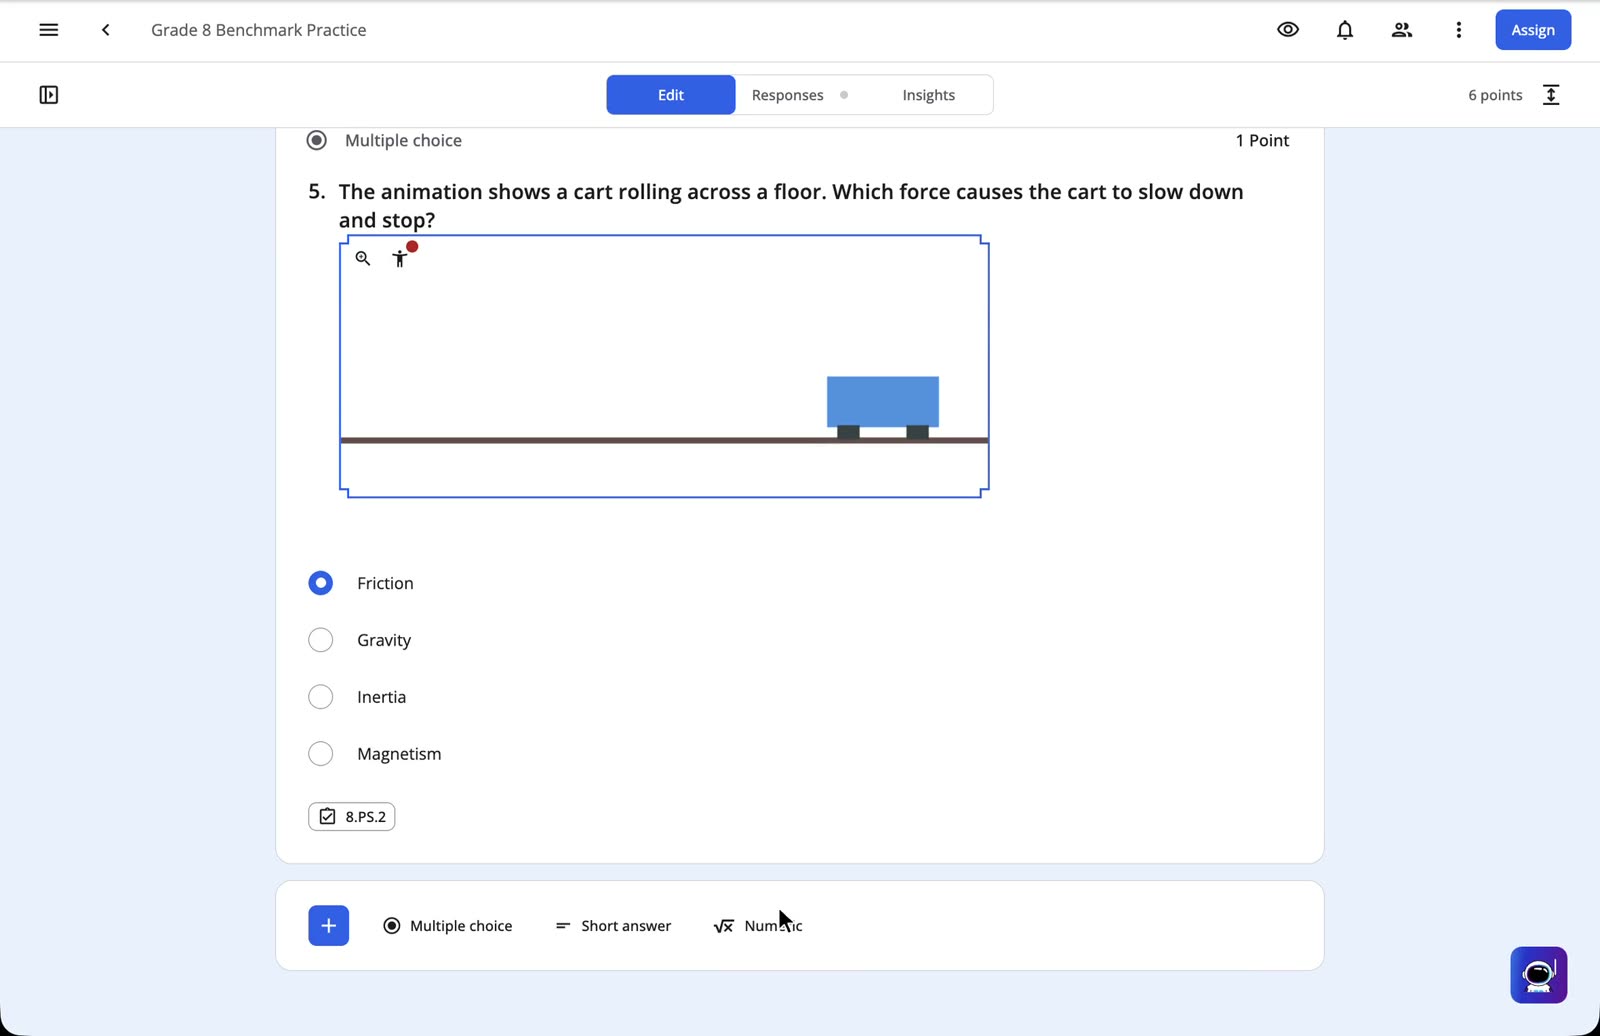 Grade 8 Benchmark Practice
Assign
Edit
Responses
Insights
6 points
Multiple choice
1 Point
5. The animation shows a cart rolling across a floor. Which force causes the cart to slow down
and stop?
Friction
Gravity
Inertia
Magnetism
8.PS.2
Multiple choice
Short answer